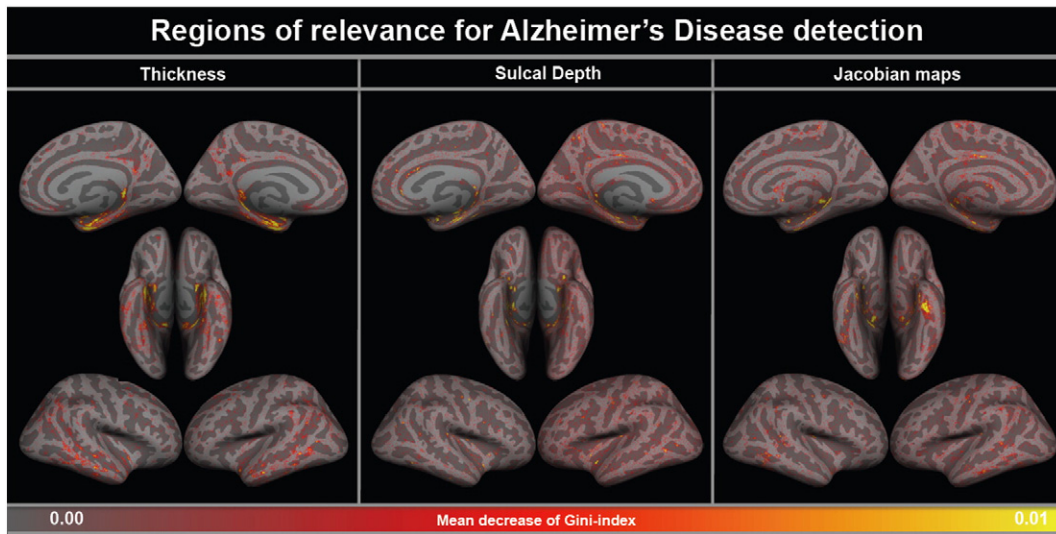 Regions of relevance for Alzheimer's Disease detection
Thickness
Sulcal Depth
Jacobian maps
0.00
Mean decrease of Gini-index
0.01